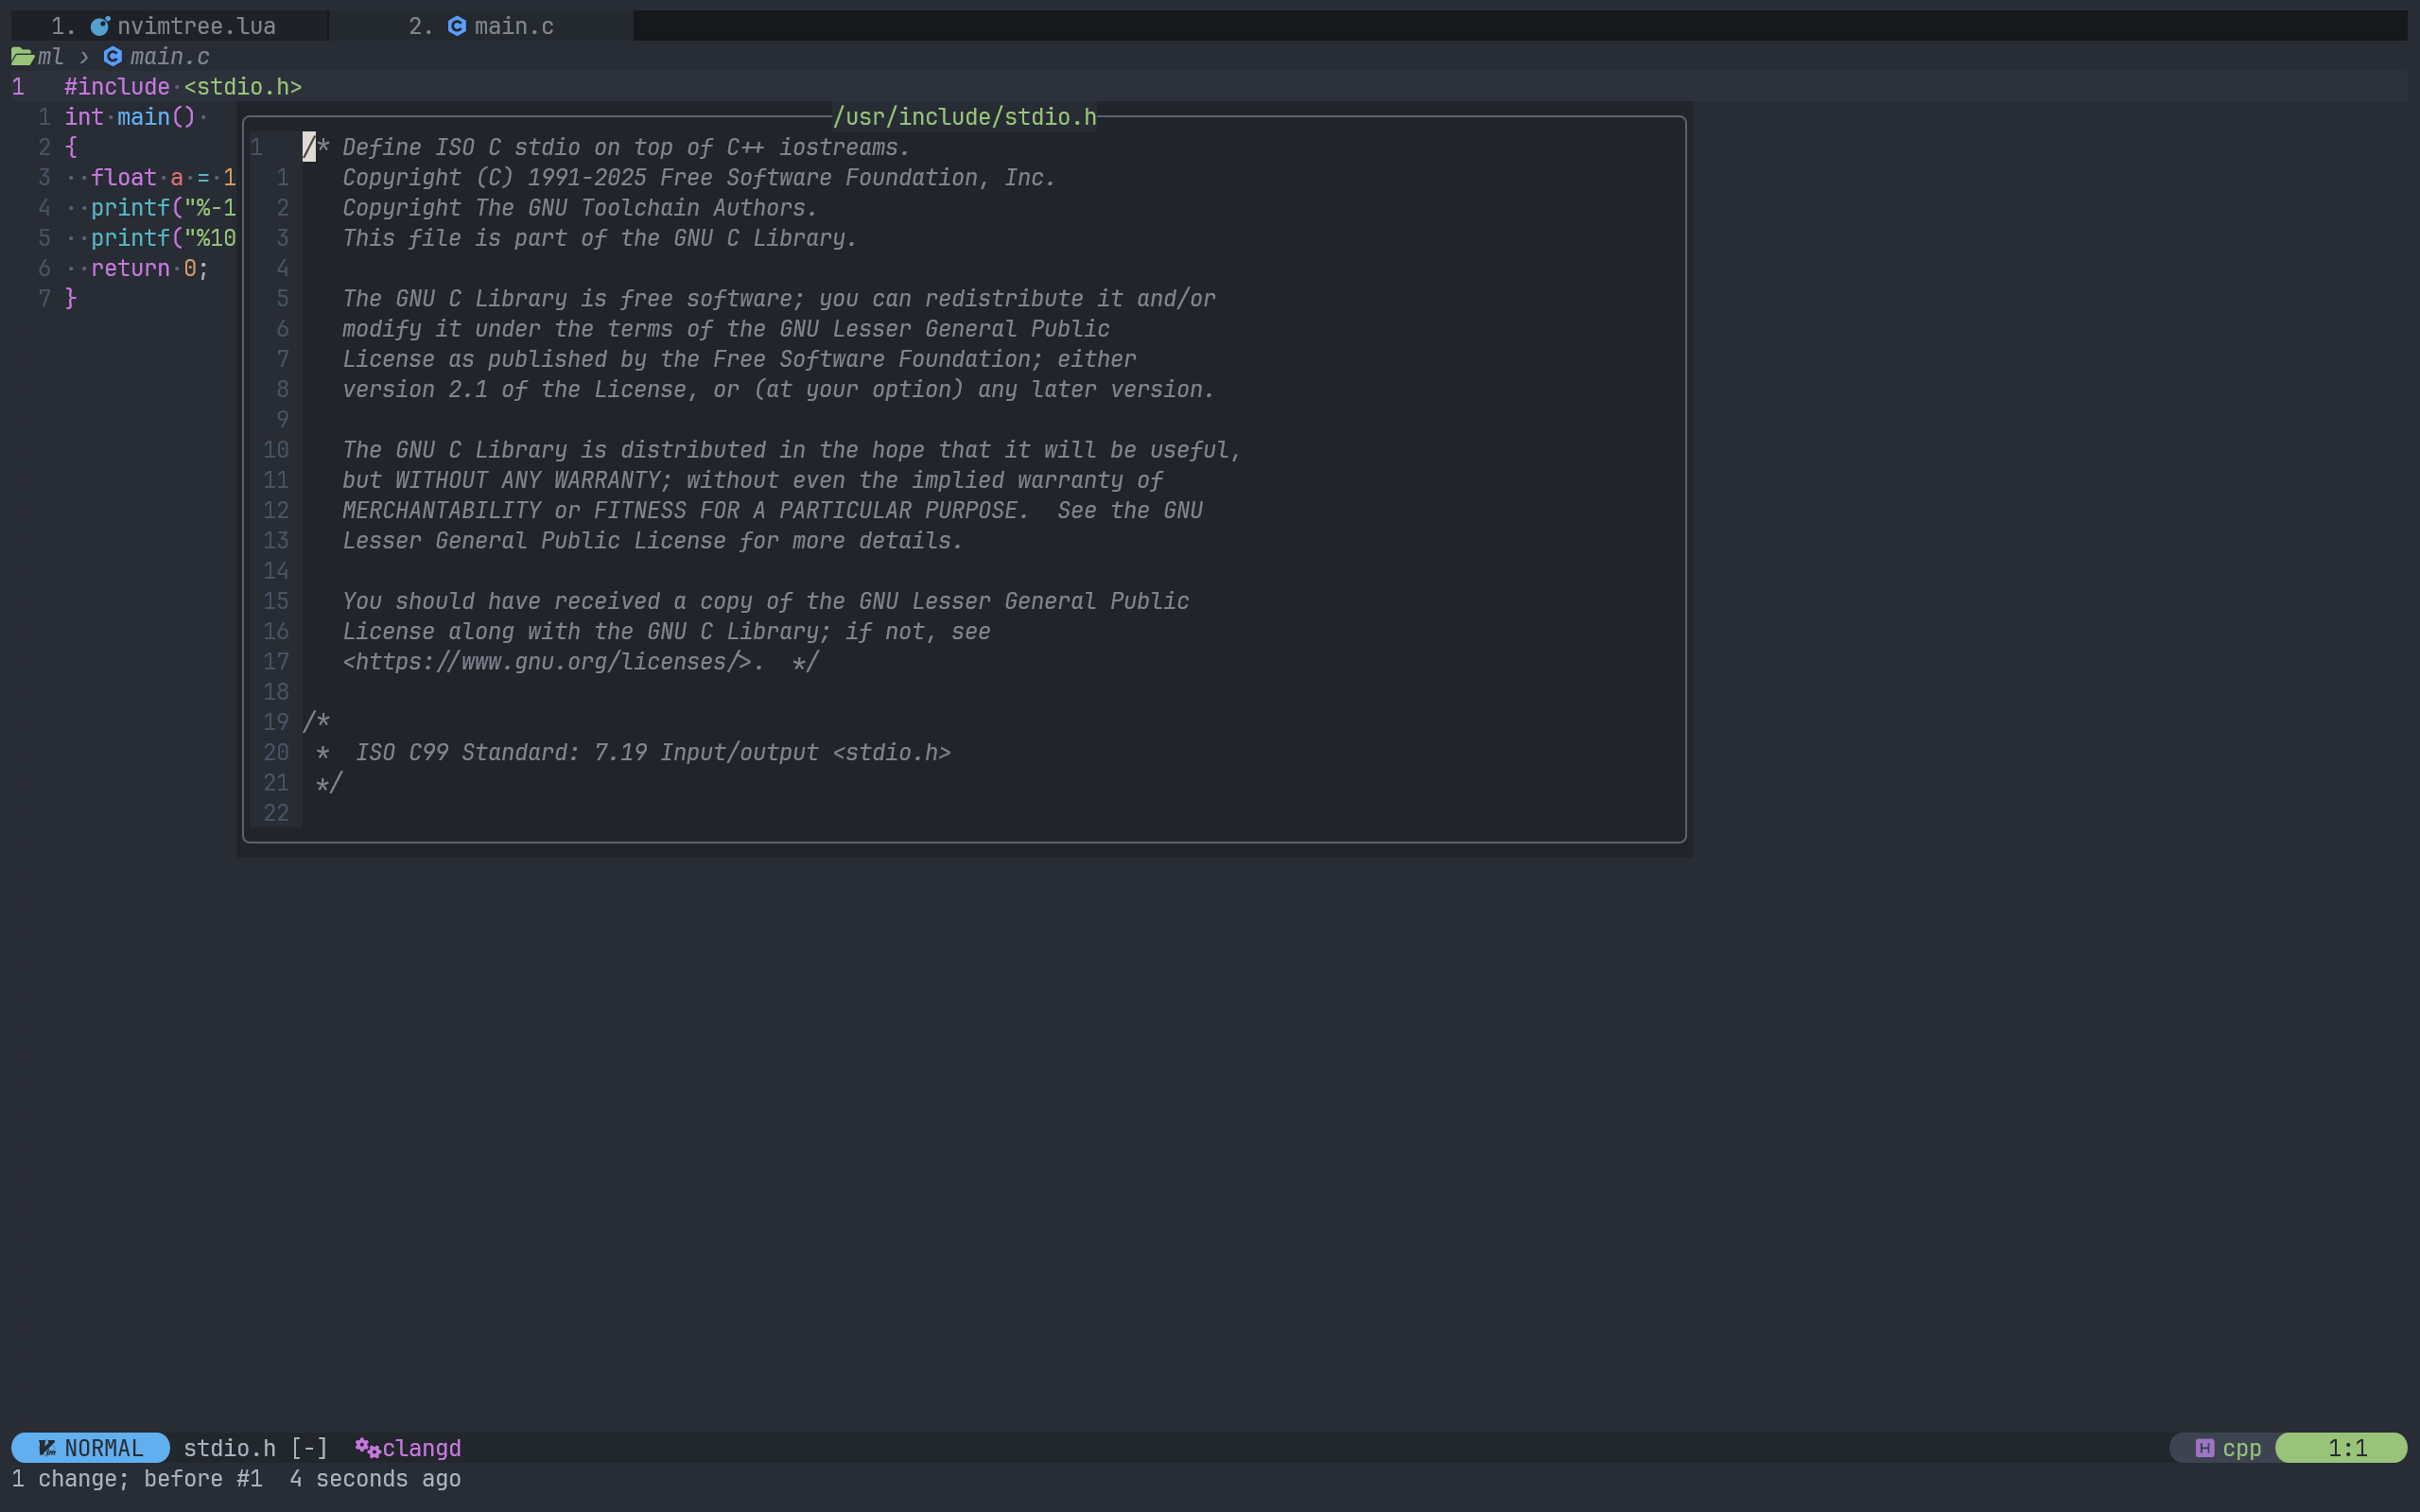 1. nvimtree.lua 2. main.c
ml › main.c
1 #include <stdio.h>
1 int main()
2 {
3 float a = 1
4 printf("%-1
5 printf("%10
6 return 0;
7 }
/usr/include/stdio.h
1 /* Define ISO C stdio on top of C++ iostreams.
1 Copyright (C) 1991-2025 Free Software Foundation, Inc.
2 Copyright The GNU Toolchain Authors.
3 This file is part of the GNU C Library.
4
5 The GNU C Library is free software; you can redistribute it and/or
6 modify it under the terms of the GNU Lesser General Public
7 License as published by the Free Software Foundation; either
8 version 2.1 of the License, or (at your option) any later version.
9
10 The GNU C Library is distributed in the hope that it will be useful,
11 but WITHOUT ANY WARRANTY; without even the implied warranty of
12 MERCHANTABILITY or FITNESS FOR A PARTICULAR PURPOSE.  See the GNU
13 Lesser General Public License for more details.
14
15 You should have received a copy of the GNU Lesser General Public
16 License along with the GNU C Library; if not, see
17 <https://www.gnu.org/licenses/>.  */
18
19 /*
20 *  ISO C99 Standard: 7.19 Input/output <stdio.h>
21 */
22
NORMAL stdio.h [-] clangd H cpp 1:1
1 change; before #1  4 seconds ago